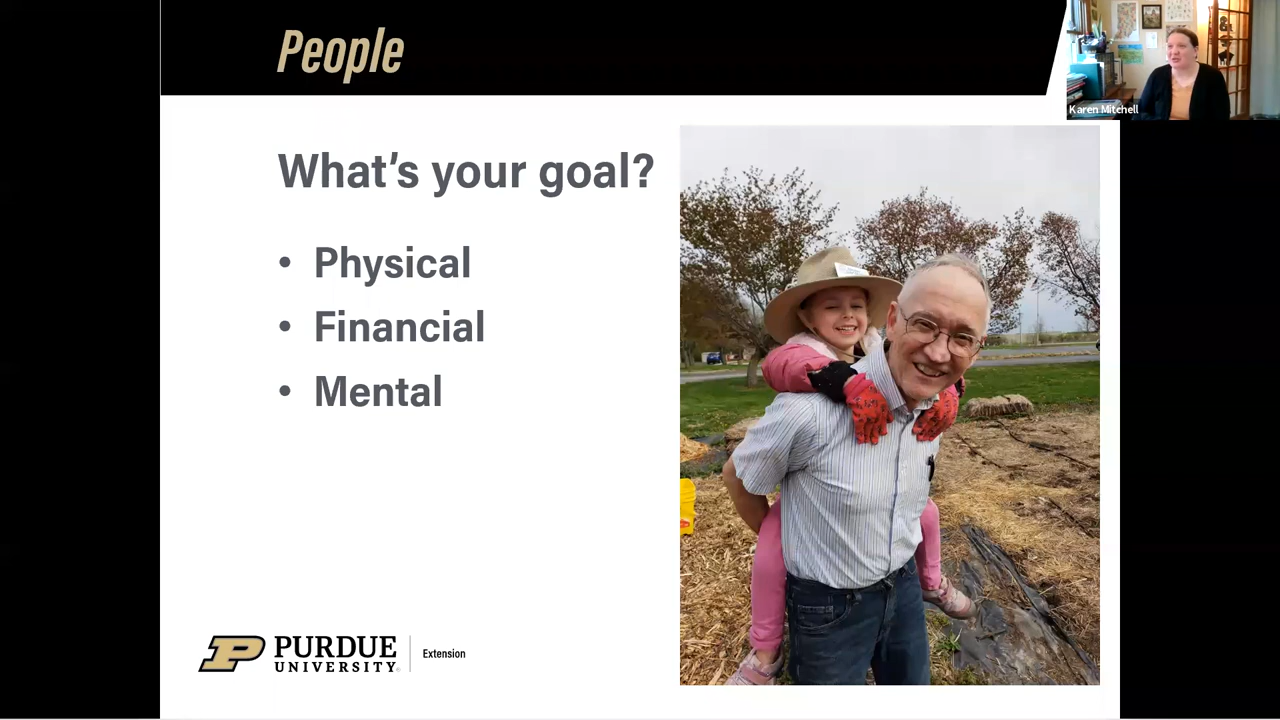 People
Karen Mitchell
What's your goal?
• Physical
• Financial
• Mental
PURDUE
UNIVERSITY®
Extension